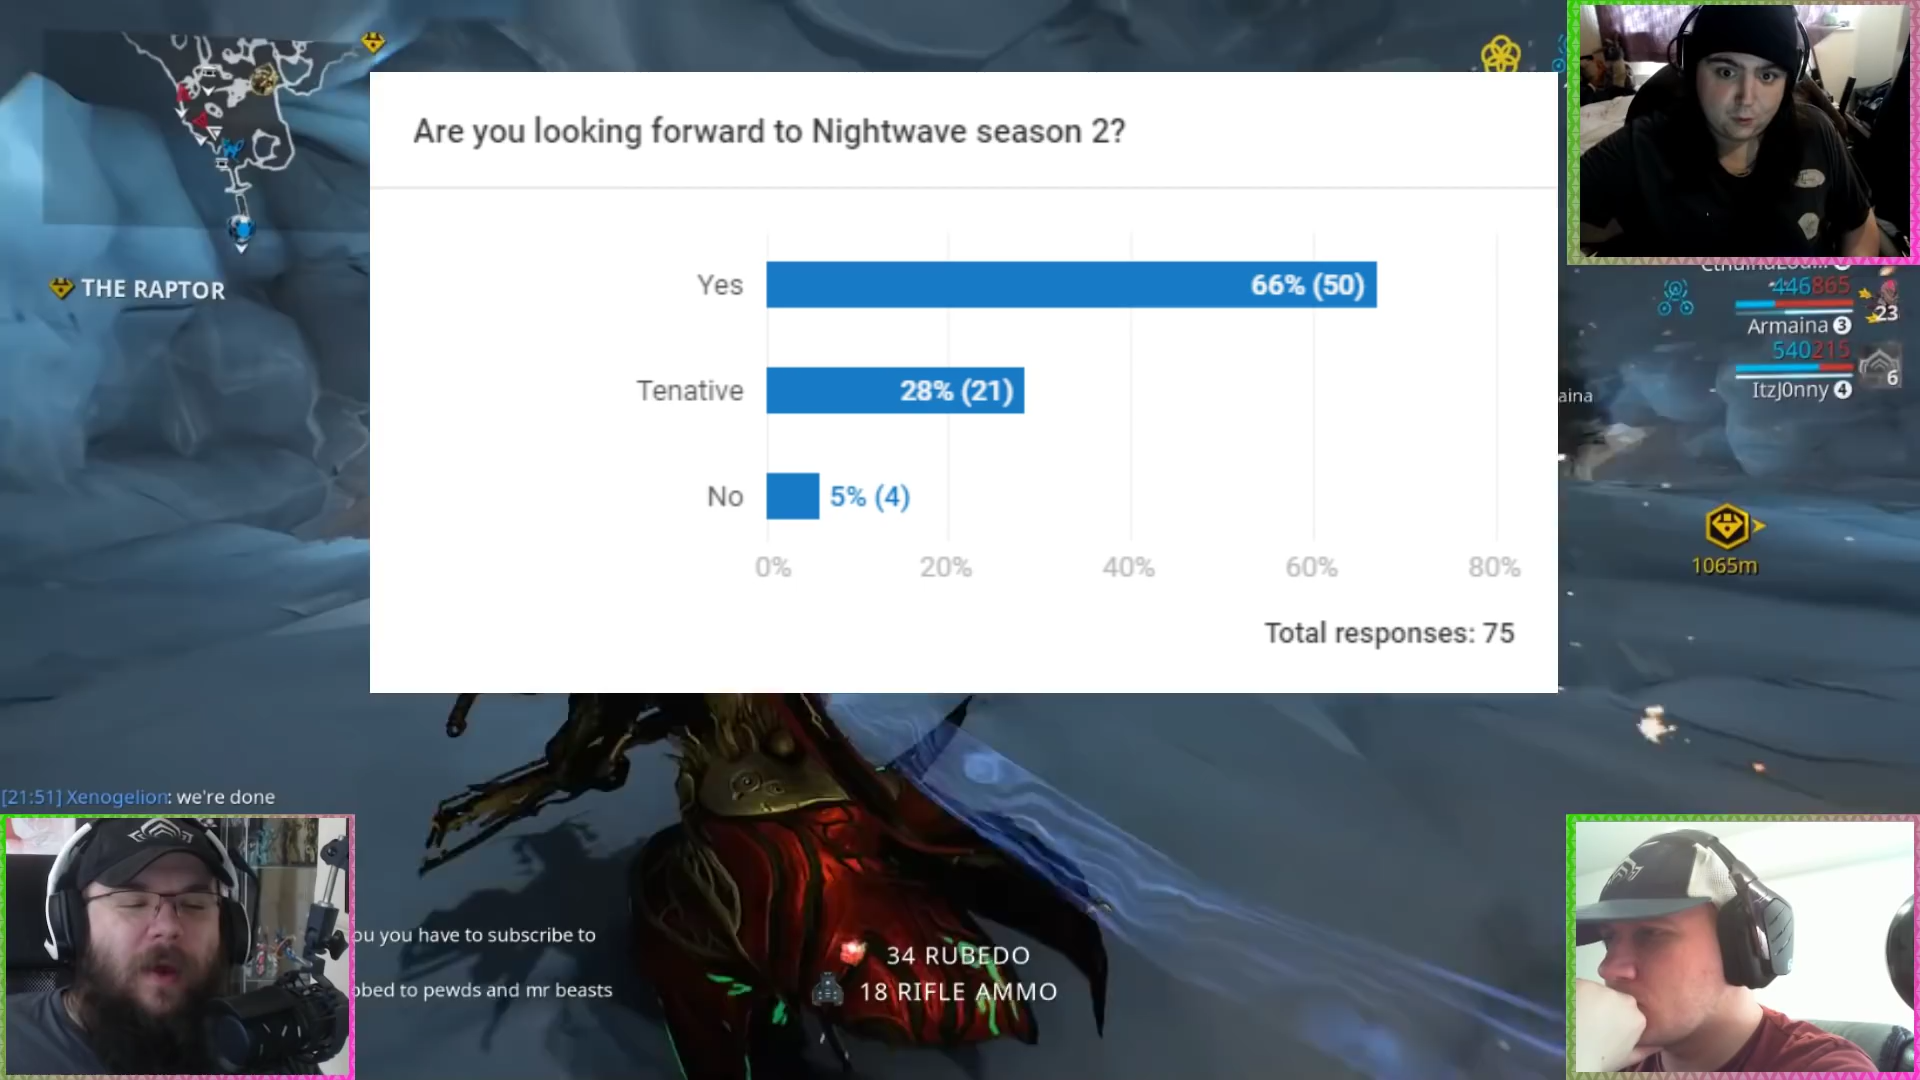 Are you looking forward to Nightwave season 2?
THE RAPTOR
Yes
66% (50)
Tenative
28% (21)
No
5% (4)
0%
20%
40%
60%
80%
Total responses: 75
446865
23
Armaina 3
540215
6
ItzJ0nny 4
aina
1065m
[21:51] Xenogelion: we're done
ou you have to subscribe to
obed to pewds and mr beasts
34 RUBEDO
18 RIFLE AMMO